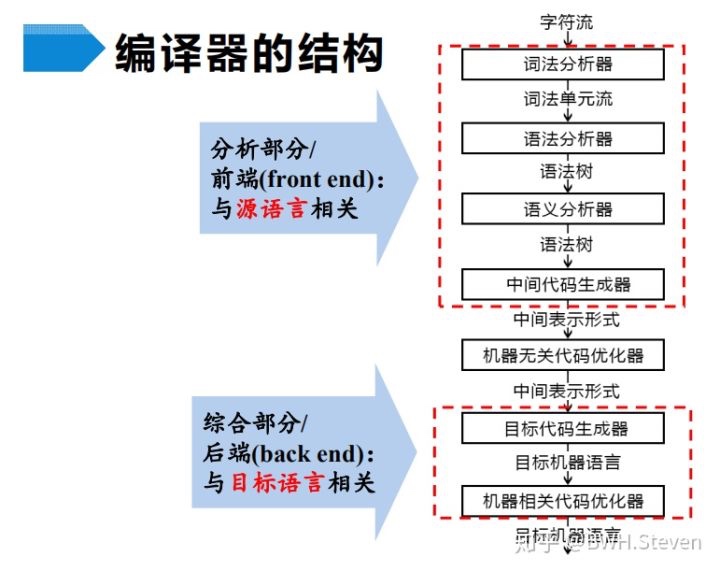 编译器的结构
字符流
词法分析器
词法单元流
语法分析器
语法树
语义分析器
语法树
中间代码生成器
中间表示形式
机器无关代码优化器
中间表示形式
目标代码生成器
目标机器语言
机器相关代码优化器
目标机器语言
分析部分/
前端(front end)：
与源语言相关
综合部分/
后端(back end)：
与目标语言相关
知乎 @BWH.Steven